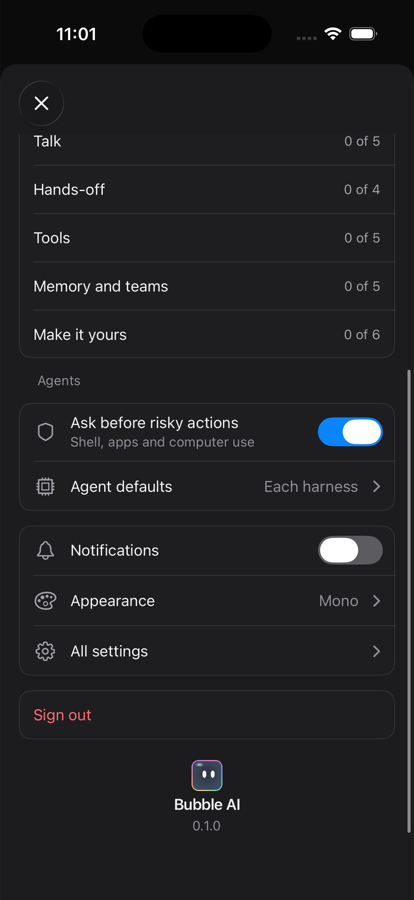 11:01
Talk
0 of 5
Hands-off
0 of 4
Tools
0 of 5
Memory and teams
0 of 5
Make it yours
0 of 6
Agents
Ask before risky actions
Shell, apps and computer use
Agent defaults
Each harness
Notifications
Appearance
Mono
All settings
Sign out
Bubble AI
0.1.0